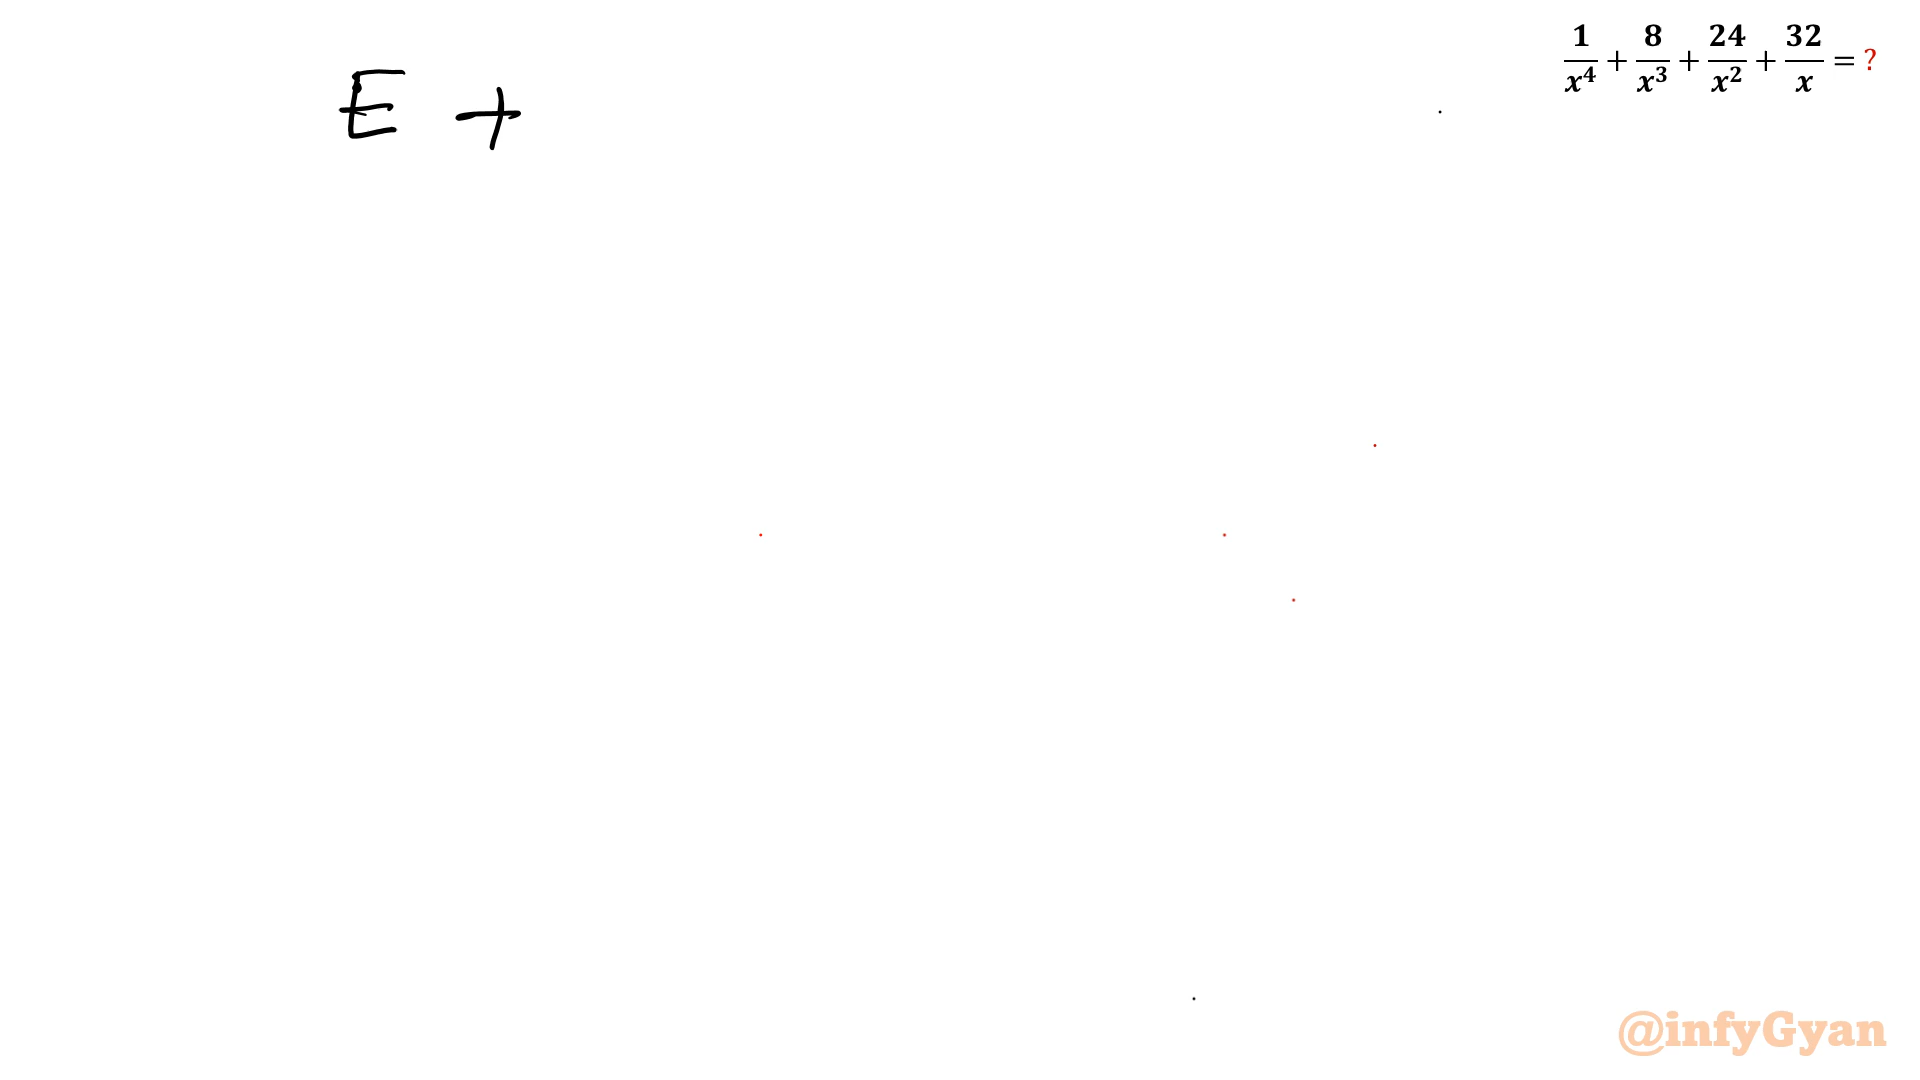 1/x⁴ + 8/x³ + 24/x² + 32/x = ?
E +
@infyGyan